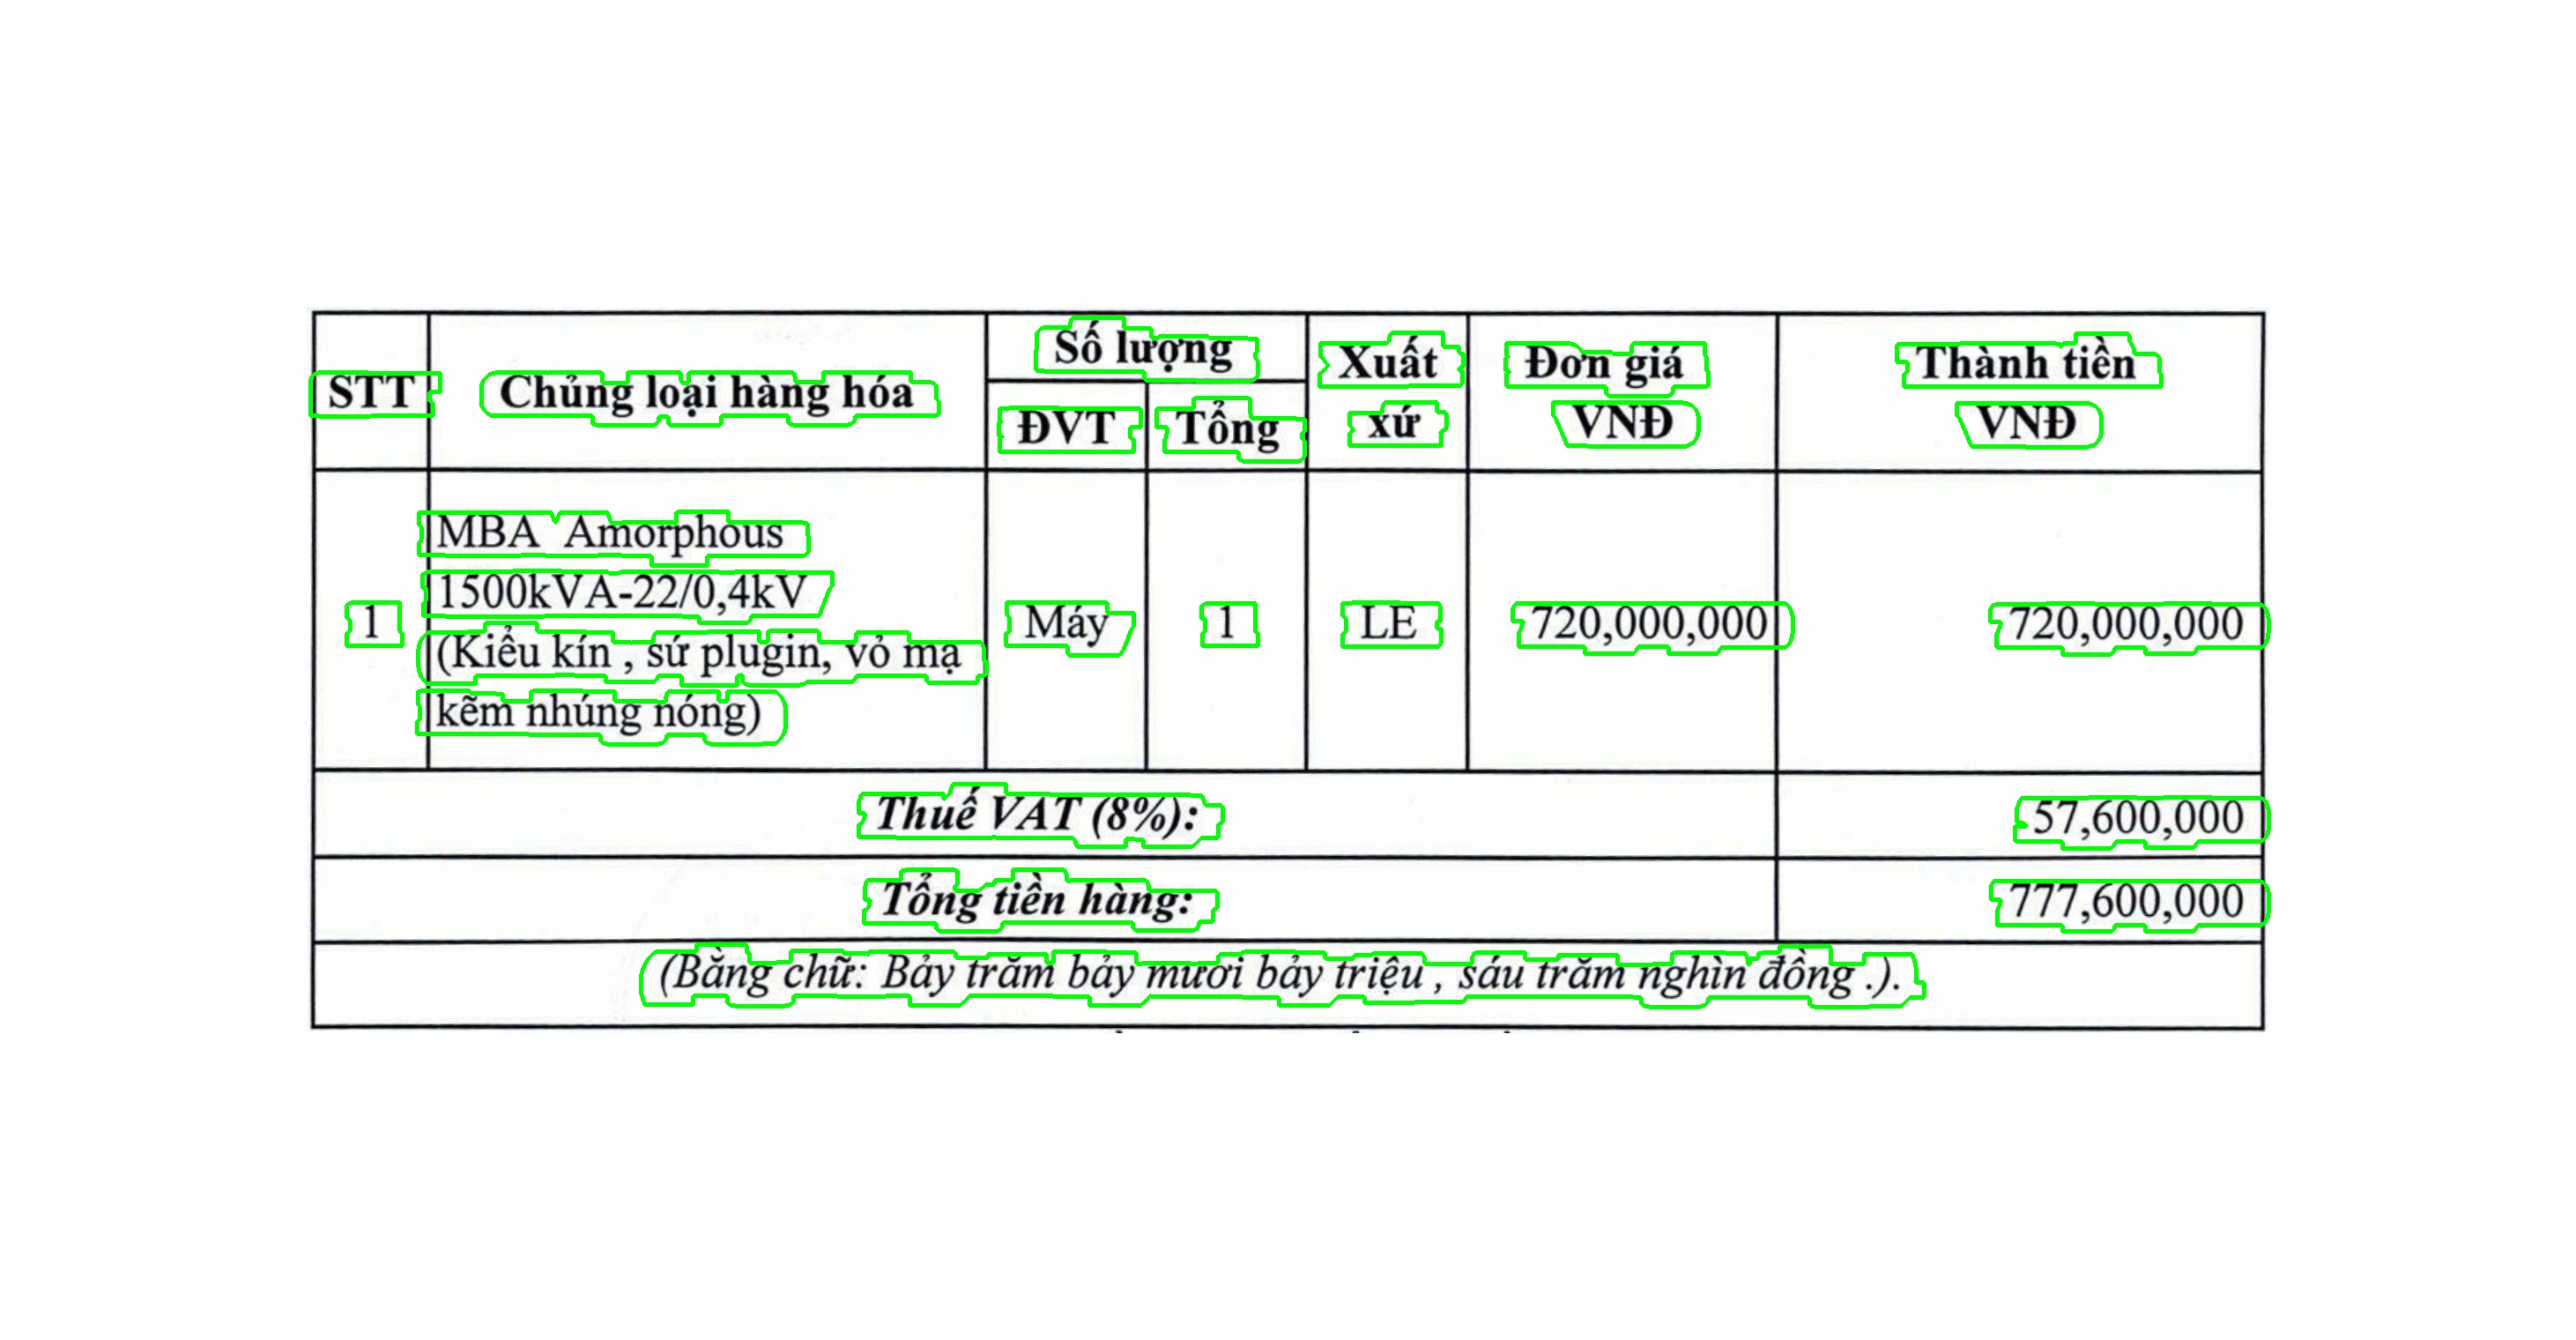 STT
Chủng loại hàng hóa
Số lượng
ĐVT
Tổng
Xuất
xứ
Đơn giá
VNĐ
Thành tiền
VNĐ
1
MBA Amorphous
1500kVA-22/0,4kV
(Kiểu kín , sứ plugin, vỏ mạ
kẽm nhúng nóng)
Máy
1
LE
720,000,000
720,000,000
Thuế VAT (8%):
57,600,000
Tổng tiền hàng:
777,600,000
(Bằng chữ: Bảy trăm bảy mươi bảy triệu , sáu trăm nghìn đồng .).